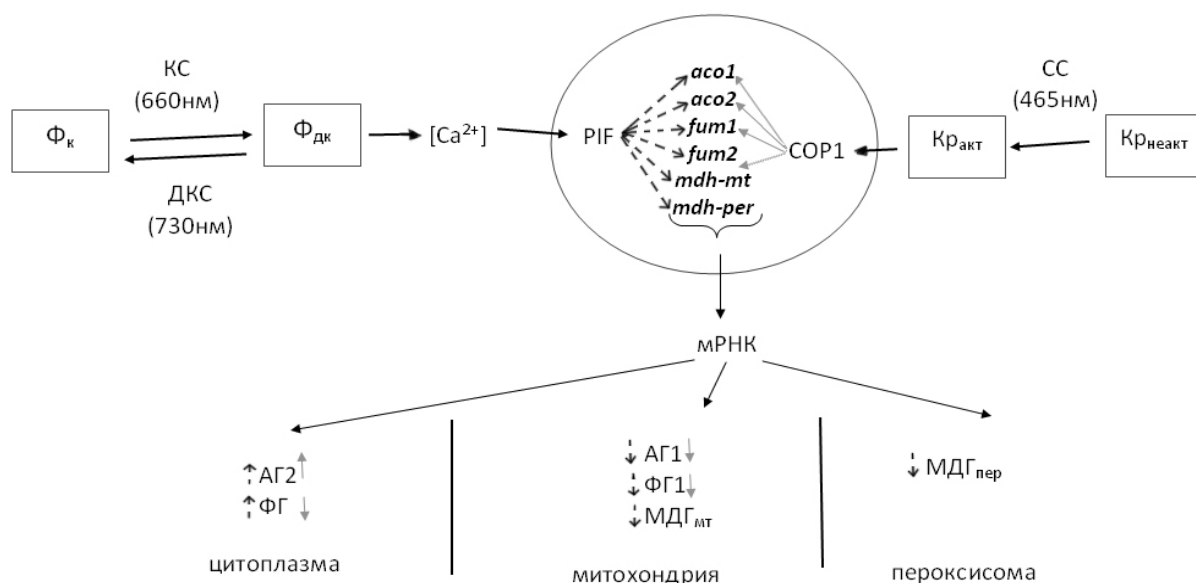 КС
(660нм)
Фк
Фдк
ДКС
(730нм)
[Ca2+]
PIF
aco1
aco2
fum1
fum2
mdh-mt
mdh-per
COP1
СС
(465нм)
Кракт
Крнеакт
мРНК
АГ2
ФГ
цитоплазма
АГ1
ФГ1
МДГмт
митохондрия
МДГпер
пероксисома